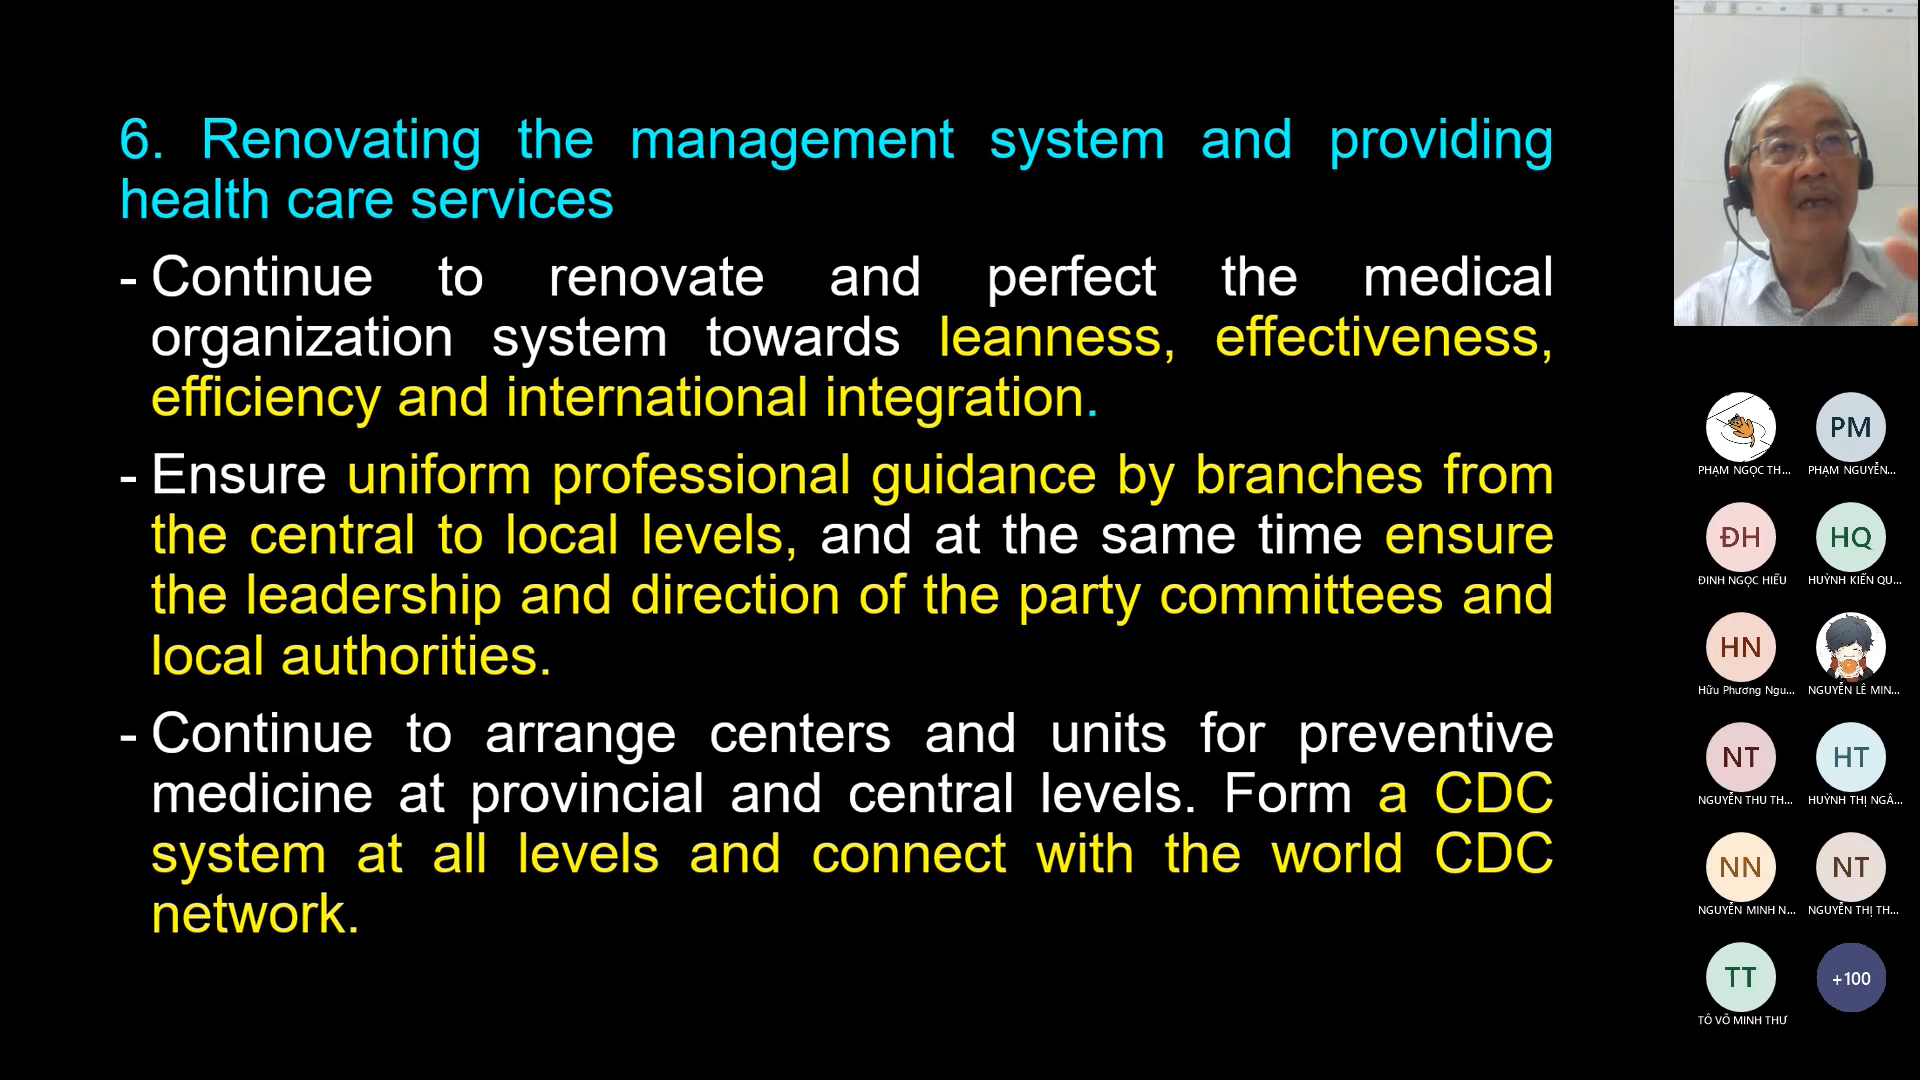 6. Renovating the management system and providing
health care services
- Continue to renovate and perfect the medical
organization system towards leanness, effectiveness,
efficiency and international integration.
- Ensure uniform professional guidance by branches from
the central to local levels, and at the same time ensure
the leadership and direction of the party committees and
local authorities.
- Continue to arrange centers and units for preventive
medicine at provincial and central levels. Form a CDC
system at all levels and connect with the world CDC
network.
PHẠM NGỌC TH...
PM
PHẠM NGUYỄN...
ĐH
ĐINH NGỌC HIẾU
HQ
HUỲNH KIẾN QU...
HN
Hữu Phương Ngu...
NGUYỄN LÊ MIN...
NT
NGUYỄN THU TH...
HT
HUỲNH THỊ NGÂ...
NN
NGUYỄN MINH N...
NT
NGUYỄN THỊ TH...
TT
TÔ VÕ MINH THƯ
+100